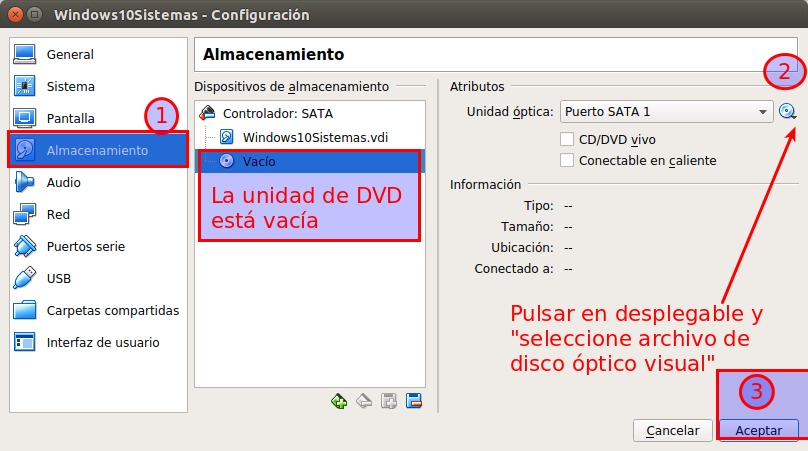 Windows10Sistemas - Configuración
General
Sistema
Pantalla
1
Almacenamiento
Audio
Red
Puertos serie
USB
Carpetas compartidas
Interfaz de usuario
Almacenamiento
Dispositivos de almacenamiento
Controlador: SATA
Windows10Sistemas.vdi
Vacío
La unidad de DVD
está vacía
Atributos
2
Unidad óptica: Puerto SATA 1
CD/DVD vivo
Conectable en caliente
Información
Tipo: --
Tamaño: --
Ubicación: --
Conectado a: --
Pulsar en desplegable y
"seleccione archivo de
disco óptico visual"
3
Cancelar
Aceptar